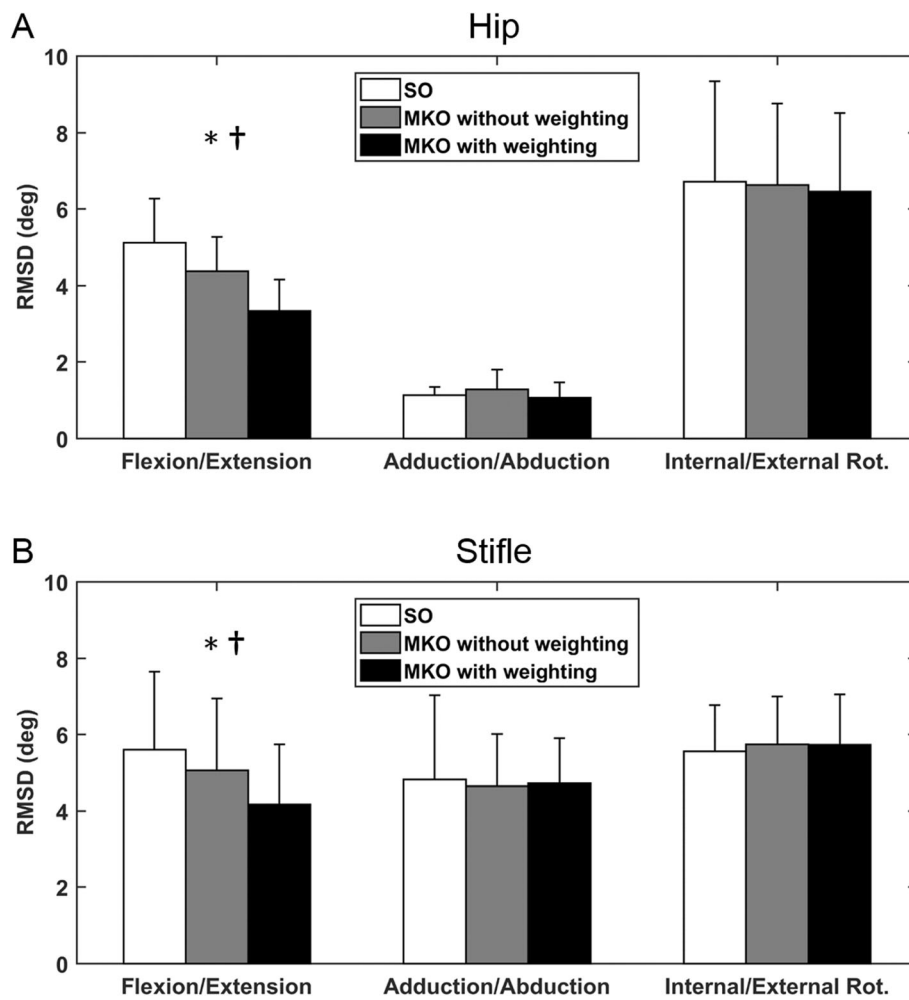 A
Hip
10
8
6
4
2
0
RMSD (deg)
* †
SO
MKO without weighting
MKO with weighting
Flexion/Extension
Adduction/Abduction
Internal/External Rot.
B
Stifle
10
8
6
4
2
0
RMSD (deg)
* †
SO
MKO without weighting
MKO with weighting
Flexion/Extension
Adduction/Abduction
Internal/External Rot.